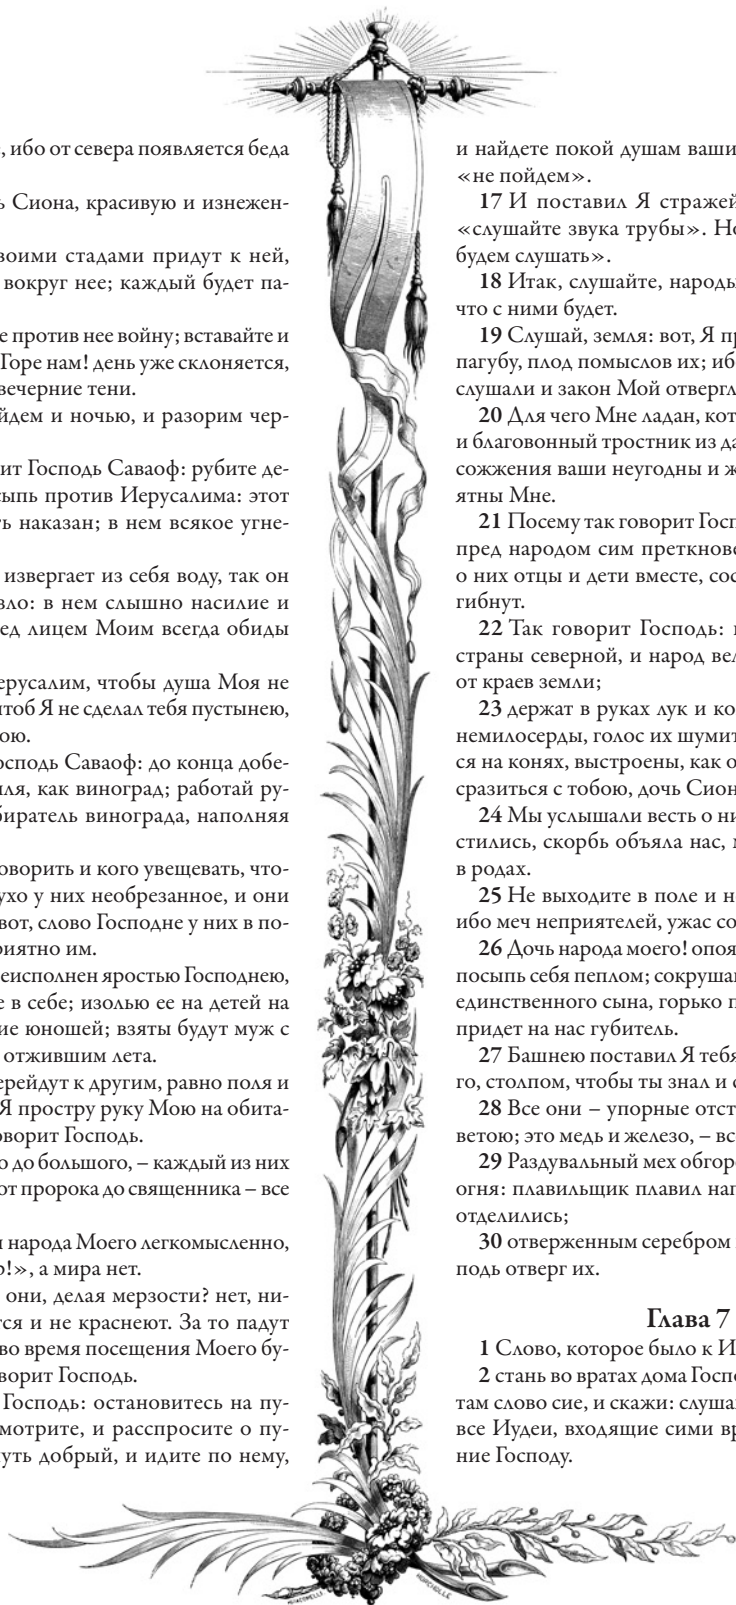 , ибо от севера появляется беда
ь Сиона, красивую и изнежен-
воими стадами придут к ней,
вокруг нее; каждый будет па-
е против нее войну; вставайте и
Горе нам! день уже склоняется,
вечерние тени.
йдем и ночью, и разорим чер-
ит Господь Саваоф: рубите де-
сыпь против Иерусалима: этот
ь наказан; в нем всякое угне-
извергает из себя воду, так он
зло: в нем слышно насилие и
ед лицем Моим всегда обиды
ерусалим, чтобы душа Моя не
чтоб Я не сделал тебя пустынею,
ою.
осподь Саваоф: до конца добе-
ля, как виноград; работай ру-
биратель винограда, наполняя
оворить и кого увещевать, что-
ухо у них необрезанное, и они
вот, слово Господне у них в по-
риятно им.
еисполнен яростью Господнею,
е в себе; изолью ее на детей на
ие юношей; взяты будут муж с
отжившим лета.
ерейдут к другим, равно поля и
Я простру руку Мою на обита-
оворит Господь.
о до большого, – каждый из них
от пророка до священника – все
и народа Моего легкомысленно,
р!», а мира нет.
они, делая мерзости? нет, ни-
тся и не краснеют. За то падут
во время посещения Моего бу-
ворит Господь.
Господь: остановитесь на пу-
мотрите, и расспросите о пу-
уть добрый, и идите по нему,
и найдете покой душам ваши
«не пойдем».
17 И поставил Я стражей
«слушайте звука трубы». Но
будем слушать».
18 Итак, слушайте, народы
что с ними будет.
19 Слушай, земля: вот, Я пр
пагубу, плод помыслов их; иб
слушали и закон Мой отвергл
20 Для чего Мне ладан, кот
и благовонный тростник из да
сожжения ваши неугодны и ж
ятны Мне.
21 Посему так говорит Госп
пред народом сим преткнове
о них отцы и дети вместе, сос
гибнут.
22 Так говорит Господь:
страны северной, и народ вел
от краев земли;
23 держат в руках лук и ко
немилосерды, голос их шумит
ся на конях, выстроены, как о
сразиться с тобою, дочь Сион
24 Мы услышали весть о ни
стились, скорбь объяла нас, м
в родах.
25 Не выходите в поле и н
ибо меч неприятелей, ужас со
26 Дочь народа моего! опоя
посыпь себя пеплом; сокрушай
единственного сына, горько п
придет на нас губитель.
27 Башнею поставил Я тебя
го, столпом, чтобы ты знал и с
28 Все они – упорные отст
ветою; это медь и железо, – вс
29 Раздувальный мех обгоре
огня: плавильщик плавил нап
отделились;
30 отверженным серебром
подь отверг их.
Глава 7
1 Слово, которое было к И
2 стань во вратах дома Госпо
там слово сие, и скажи: слушай
все Иудеи, входящие сими вр
ние Господу.